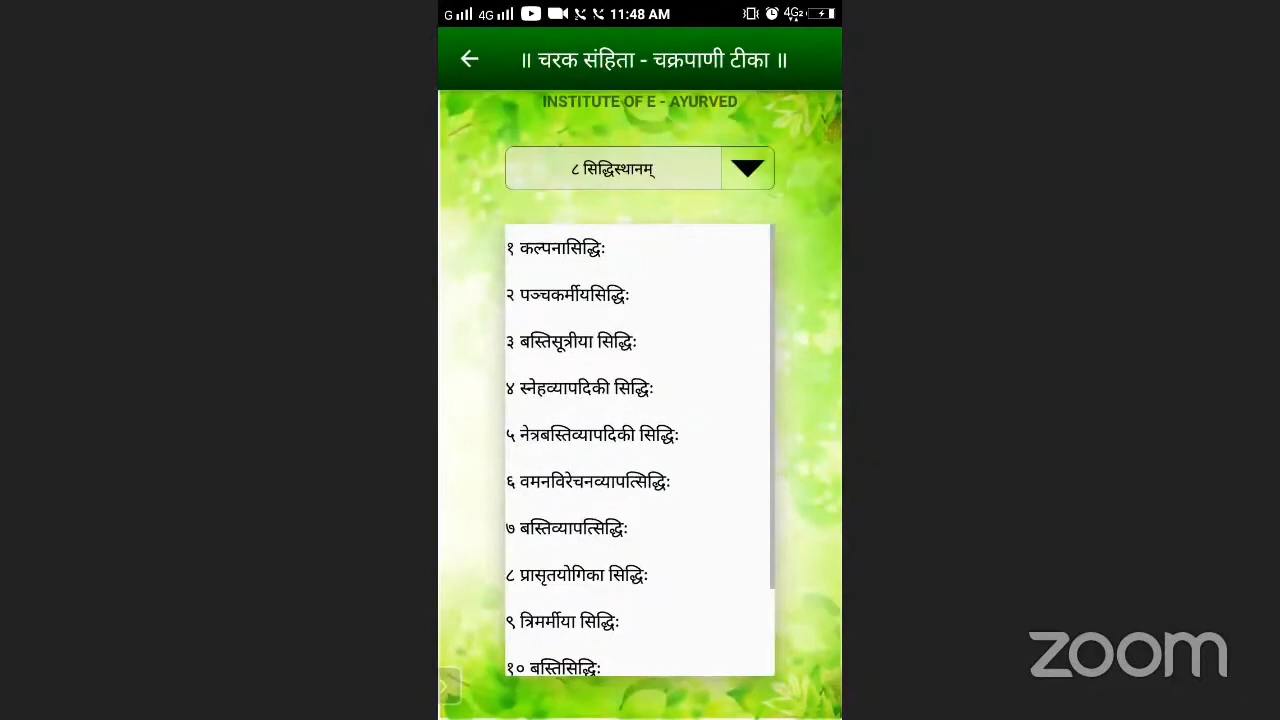 G 4G 11:48 AM 4G2
॥ चरक संहिता - चक्रपाणी टीका ॥
INSTITUTE OF E - AYURVED
८ सिद्धिस्थानम्
१ कल्पनासिद्धिः
२ पञ्चकर्मीयसिद्धिः
३ बस्तिसूत्रीया सिद्धिः
४ स्नेहव्यापदिकी सिद्धिः
५ नेत्रबस्तिव्यापदिकी सिद्धिः
६ वमनविरेचनव्यापत्सिद्धिः
७ बस्तिव्यापत्सिद्धिः
८ प्रासृतयोगिका सिद्धिः
९ त्रिमर्मीया सिद्धिः
१० बस्तिसिद्धिः
zoom